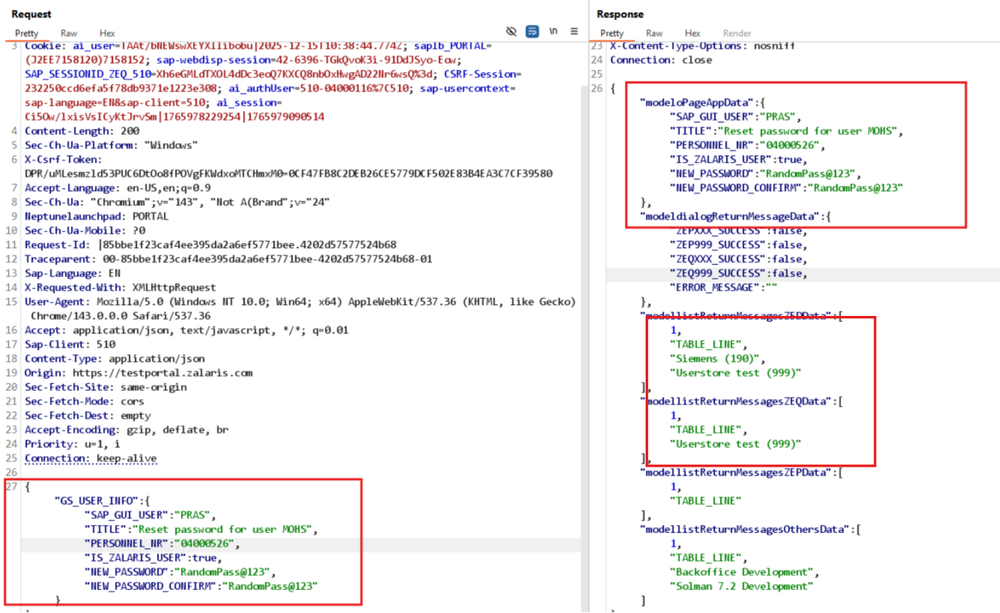 Request
Pretty Raw Hex
\n
3 Cookie: ai_user=IAAt/bNEWswXEYXIlibobu|2025-12-15T10:38:44.774Z; saplb_PORTAL=
(J2EE7158120)7158152; sap-webdisp-session=42-6396-TGkQvoK3i-91DdJSyo-Eow;
SAP_SESSIONID_ZEQ_510=Xh6eGMLdTXOL4dDc3eoQ7KXCQ8nbOxHwgAD22Nr6wsQ%3d; CSRF-Session=
232250ccd6efa5f78db9371e1223e308; ai_authUser=510-04000116%7C510; sap-usercontext=
sap-language=EN&sap-client=510; ai_session=
Ci5Ow/lxisVsICyKtJrvSm|1765978229254|1765979090514
4 Content-Length: 200
5 Sec-Ch-Ua-Platform: "Windows"
6 X-Csrf-Token:
DPR/uMLesmzld53PUC6DtOo8fPOVgFKWdxoMTCHmxM0=0CF47FB8C2DEB26CE5779DCF502E83B4EA3C7CF39580
7 Accept-Language: en-US,en;q=0.9
8 Sec-Ch-Ua: "Chromium";v="143", "Not A(Brand";v="24"
9 Neptunelaunchpad: PORTAL
10 Sec-Ch-Ua-Mobile: ?0
11 Request-Id: |85bbe1f23caf4ee395da2a6ef5771bee.4202d57577524b68
12 Traceparent: 00-85bbe1f23caf4ee395da2a6ef5771bee-4202d57577524b68-01
13 Sap-Language: EN
14 X-Requested-With: XMLHttpRequest
15 User-Agent: Mozilla/5.0 (Windows NT 10.0; Win64; x64) AppleWebKit/537.36 (KHTML, like Gecko)
Chrome/143.0.0.0 Safari/537.36
16 Accept: application/json, text/javascript, */*; q=0.01
17 Sap-Client: 510
18 Content-Type: application/json
19 Origin: https://testportal.zalaris.com
20 Sec-Fetch-Site: same-origin
21 Sec-Fetch-Mode: cors
22 Sec-Fetch-Dest: empty
23 Accept-Encoding: gzip, deflate, br
24 Priority: u=1, i
25 Connection: keep-alive
26
27 {
"GS_USER_INFO":{
"SAP_GUI_USER":"PRAS",
"TITLE":"Reset password for user MOHS",
"PERSONNEL_NR":"04000526",
"IS_ZALARIS_USER":true,
"NEW_PASSWORD":"RandomPass@123",
"NEW_PASSWORD_CONFIRM":"RandomPass@123"
}
Response
Pretty Raw Hex Render
23 X-Content-Type-Options: nosniff
24 Connection: close
25
26 {
"modeloPageAppData":{
"SAP_GUI_USER":"PRAS",
"TITLE":"Reset password for user MOHS",
"PERSONNEL_NR":"04000526",
"IS_ZALARIS_USER":true,
"NEW_PASSWORD":"RandomPass@123",
"NEW_PASSWORD_CONFIRM":"RandomPass@123"
},
"modeldialogReturnMessageData":{
"ZEPXXX_SUCCESS":false,
"ZEP999_SUCCESS":false,
"ZEQXXX_SUCCESS":false,
"ZEQ999_SUCCESS":false,
"ERROR_MESSAGE":""
},
"modellistReturnMessagesZEDData":[
1,
"TABLE_LINE",
"Siemens (190)",
"Userstore test (999)"
],
"modellistReturnMessagesZEQData":[
1,
"TABLE_LINE",
"Userstore test (999)"
],
"modellistReturnMessagesZEPData":[
1,
"TABLE_LINE"
],
"modellistReturnMessagesOthersData":[
1,
"TABLE_LINE",
"Backoffice Development",
"Solman 7.2 Development"
]